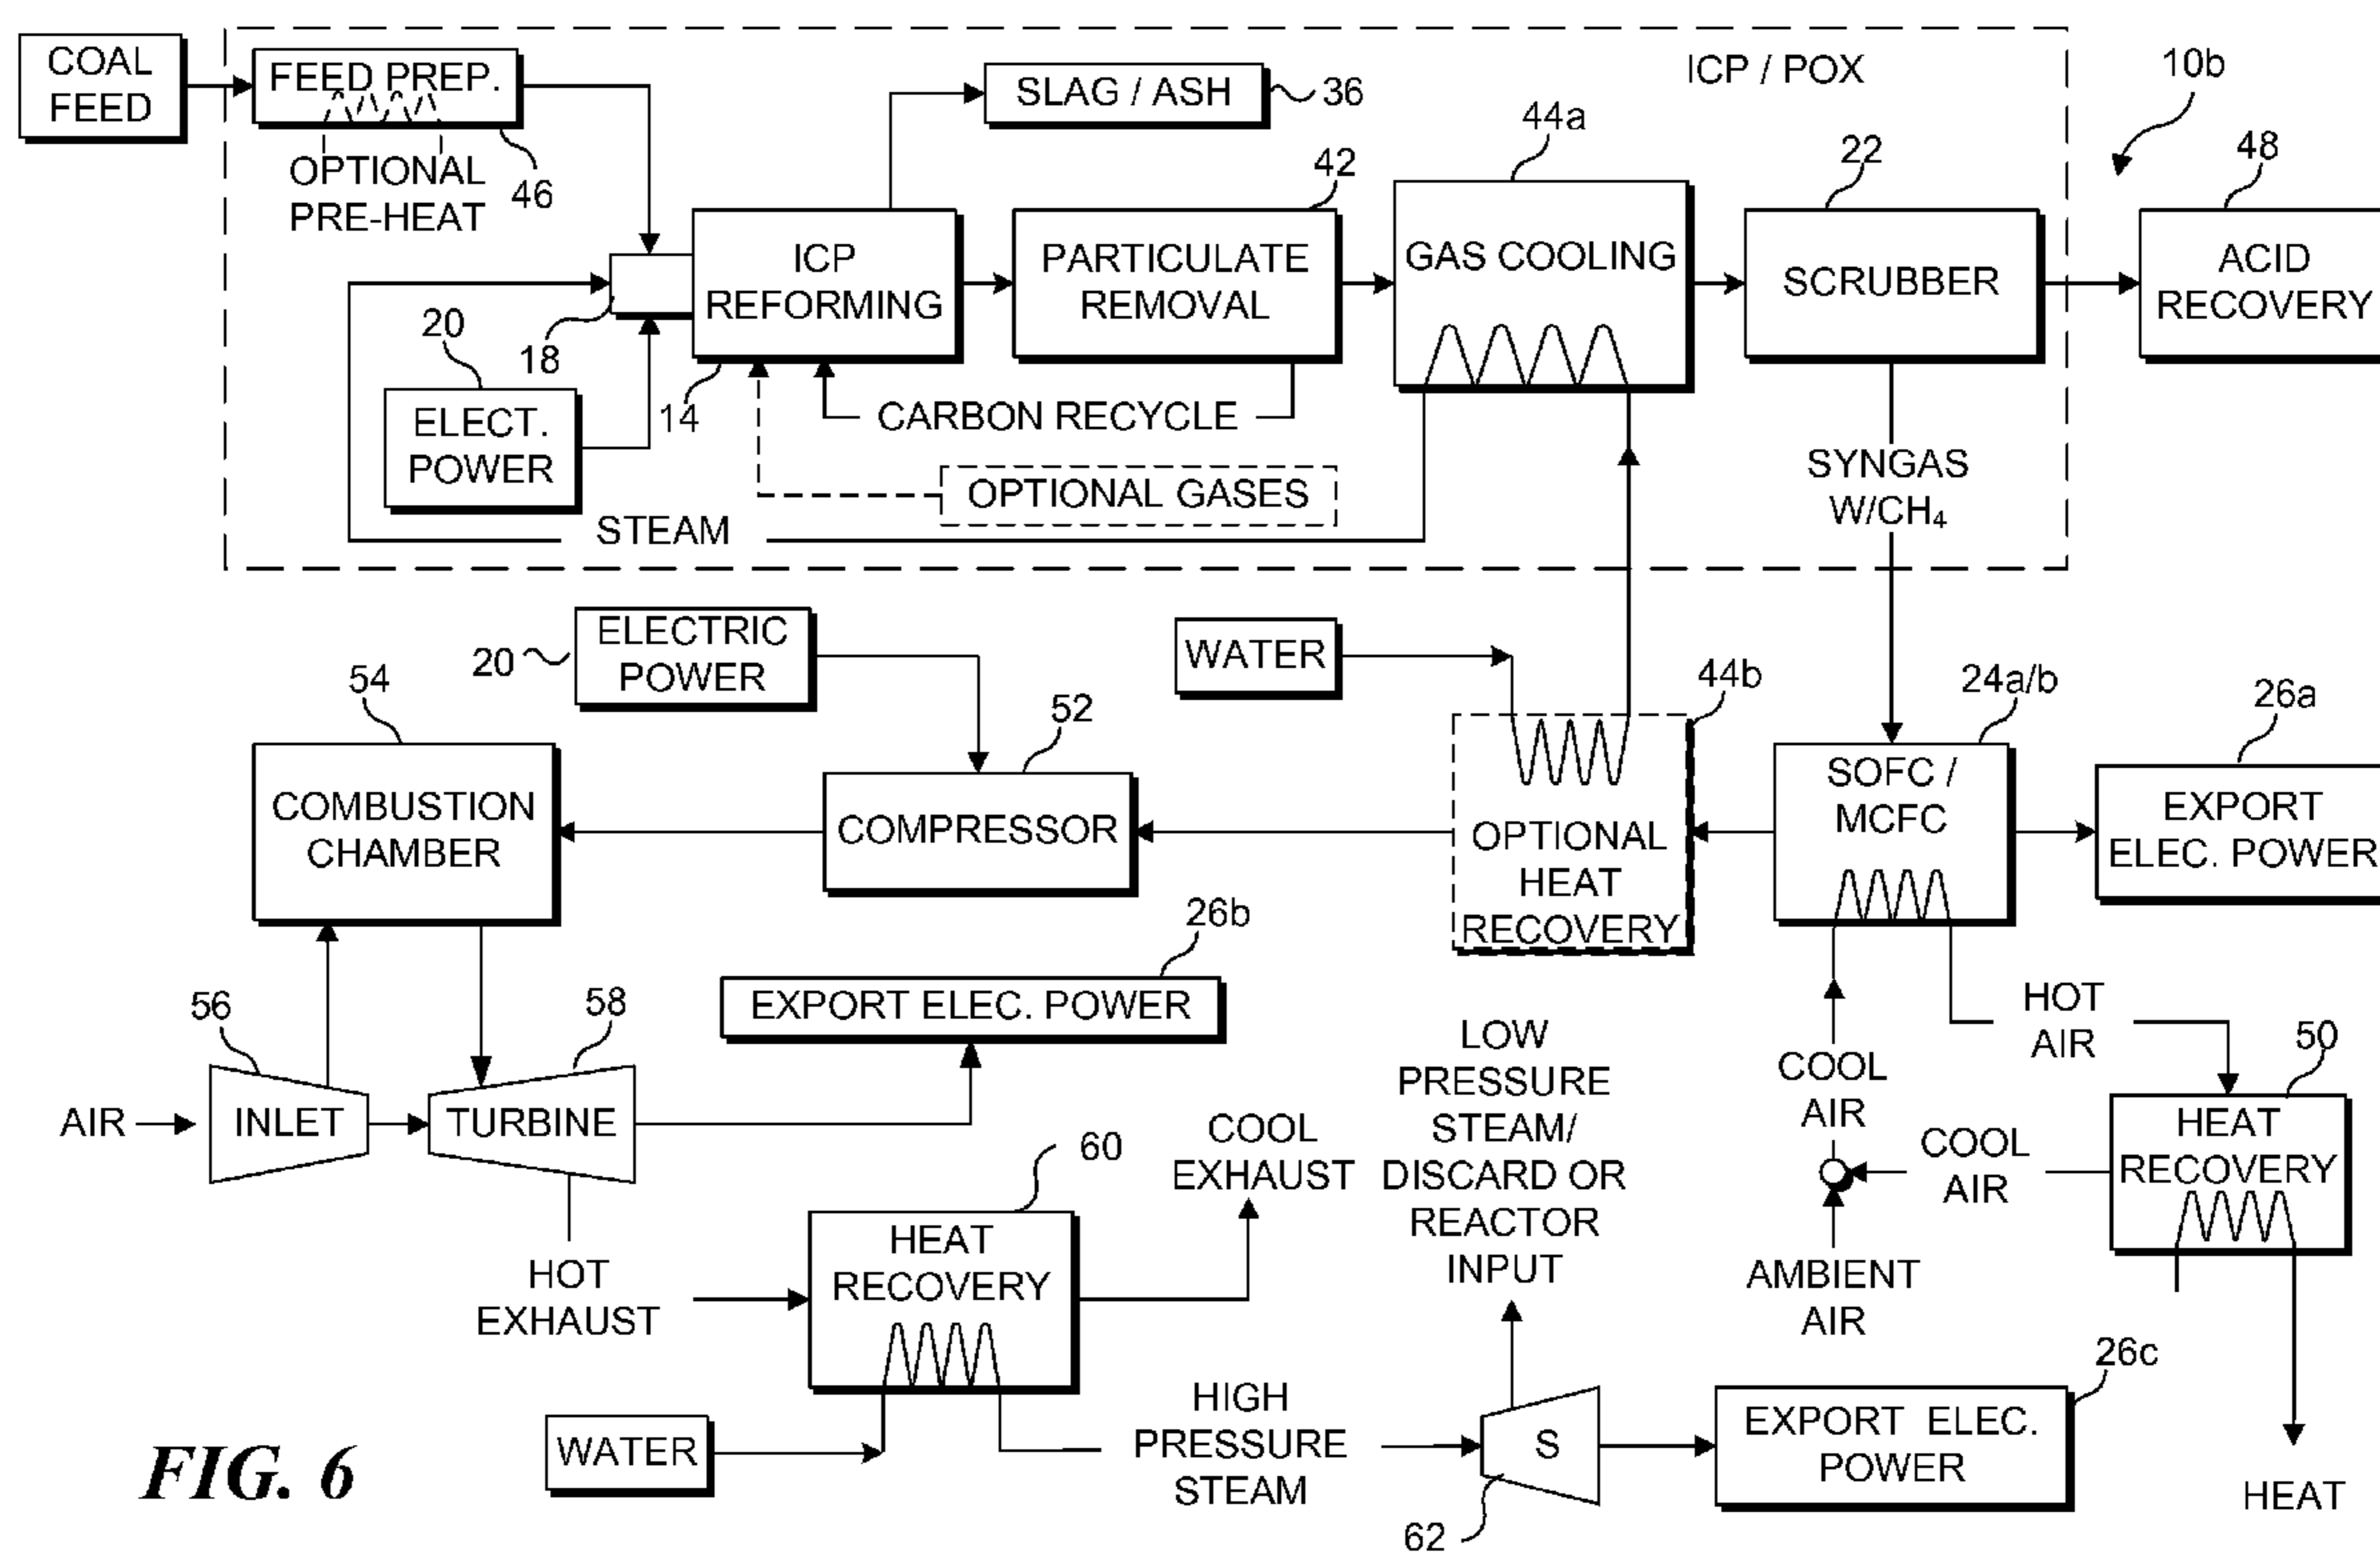 COAL
FEED
FEED PREP.
OPTIONAL
PRE-HEAT
46
SLAG / ASH
36
ICP / POX
10b
44a
42
22
48
ICP
REFORMING
PARTICULATE
REMOVAL
GAS COOLING
SCRUBBER
ACID
RECOVERY
20
18
14
ELECT.
POWER
CARBON RECYCLE
OPTIONAL GASES
STEAM
SYNGAS
W/CH₄
ELECTRIC
POWER
20
WATER
44b
24a/b
26a
54
52
COMBUSTION
CHAMBER
COMPRESSOR
OPTIONAL
HEAT
RECOVERY
SOFC /
MCFC
EXPORT
ELEC. POWER
26b
EXPORT ELEC. POWER
56
58
AIR
INLET
TURBINE
HOT
EXHAUST
60
HEAT
RECOVERY
COOL
EXHAUST
LOW
PRESSURE
STEAM/
DISCARD OR
REACTOR
INPUT
COOL
AIR
HOT
AIR
50
HEAT
RECOVERY
COOL
AIR
AMBIENT
AIR
WATER
HIGH
PRESSURE
STEAM
S
62
26c
EXPORT ELEC.
POWER
HEAT
FIG. 6